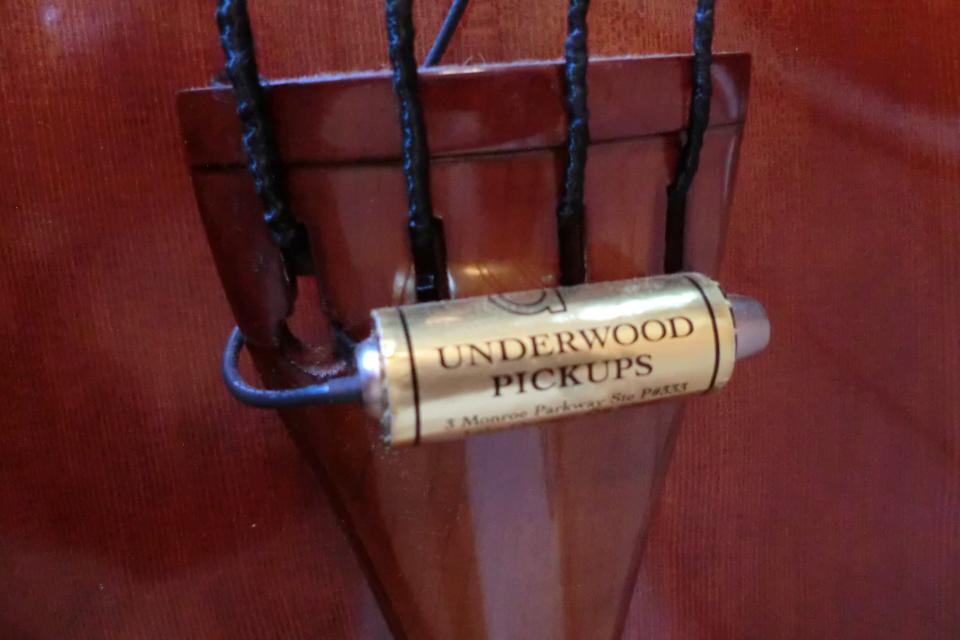 UNDERWOOD
PICKUPS
3 Monroe Parkway Ste P#333